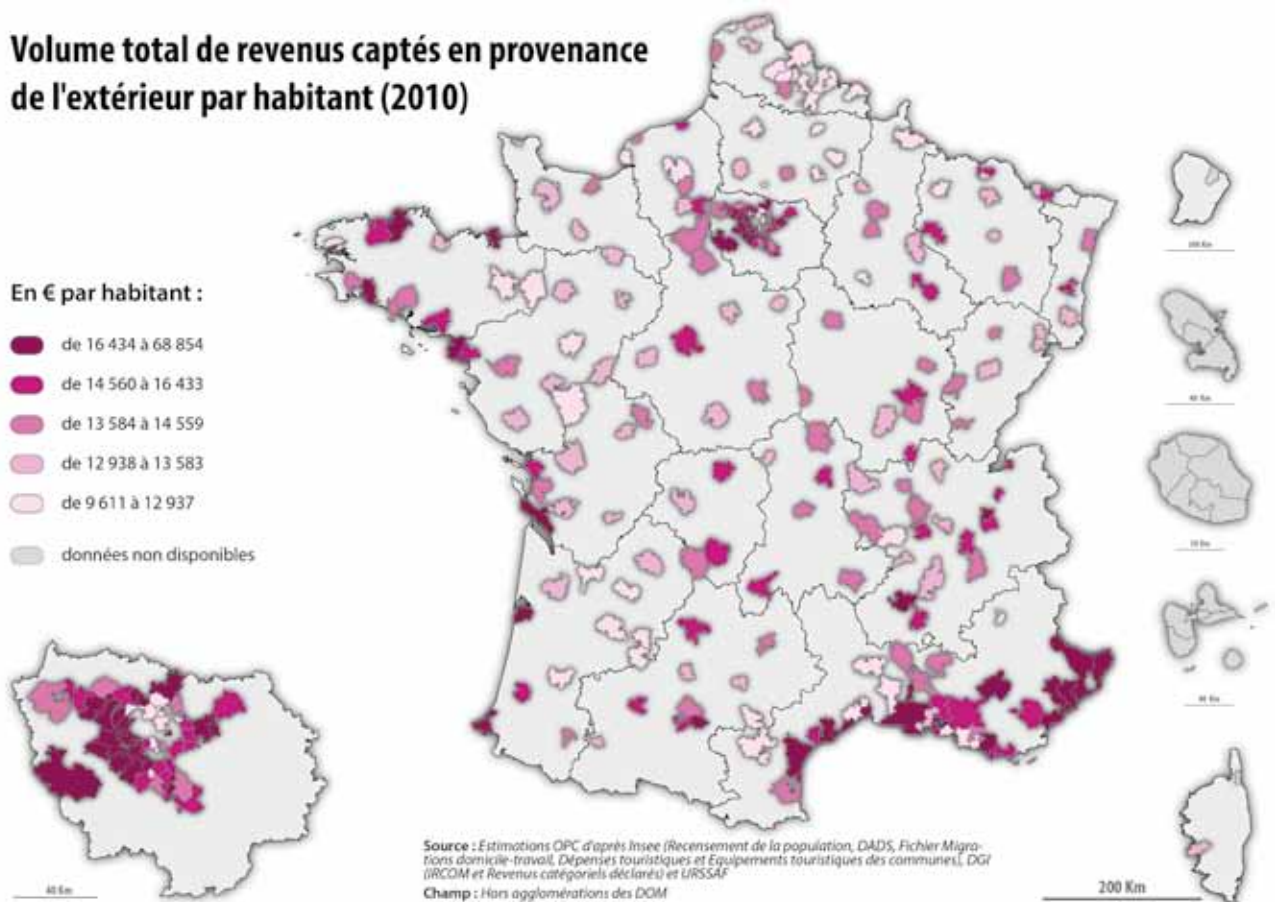 Volume total de revenus captés en provenance
de l'extérieur par habitant (2010)
En € par habitant :
de 16 434 à 68 854
de 14 560 à 16 433
de 13 584 à 14 559
de 12 938 à 13 583
de 9 611 à 12 937
données non disponibles
40 Km
40 Km
40 Km
Source : Estimations OPC d'après Insee (Recensement de la population, DADS, Fichier Migra-
tions domicile-travail, Dépenses touristiques et Equipements touristiques des communes), DGI
(IRCOM et Revenus catégoriels déclarés) et URSSAF
Champ : Hors agglomérations des DOM
200 Km